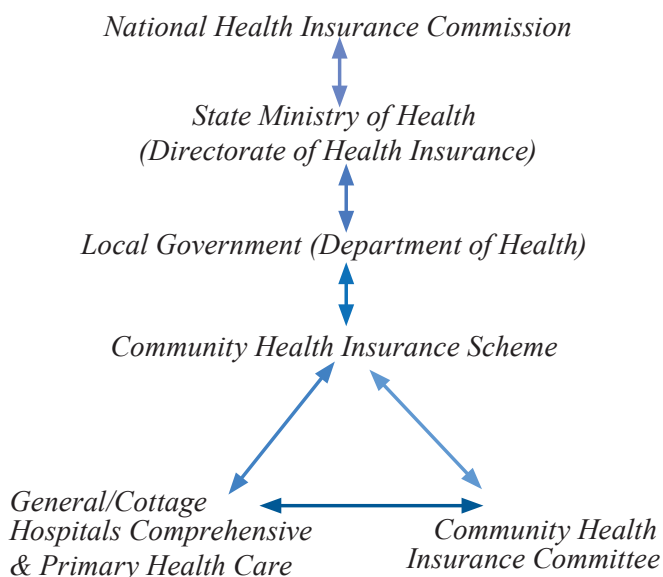 National Health Insurance Commission
State Ministry of Health
(Directorate of Health Insurance)
Local Government (Department of Health)
Community Health Insurance Scheme
General/Cottage
Hospitals Comprehensive
& Primary Health Care
Community Health
Insurance Committee